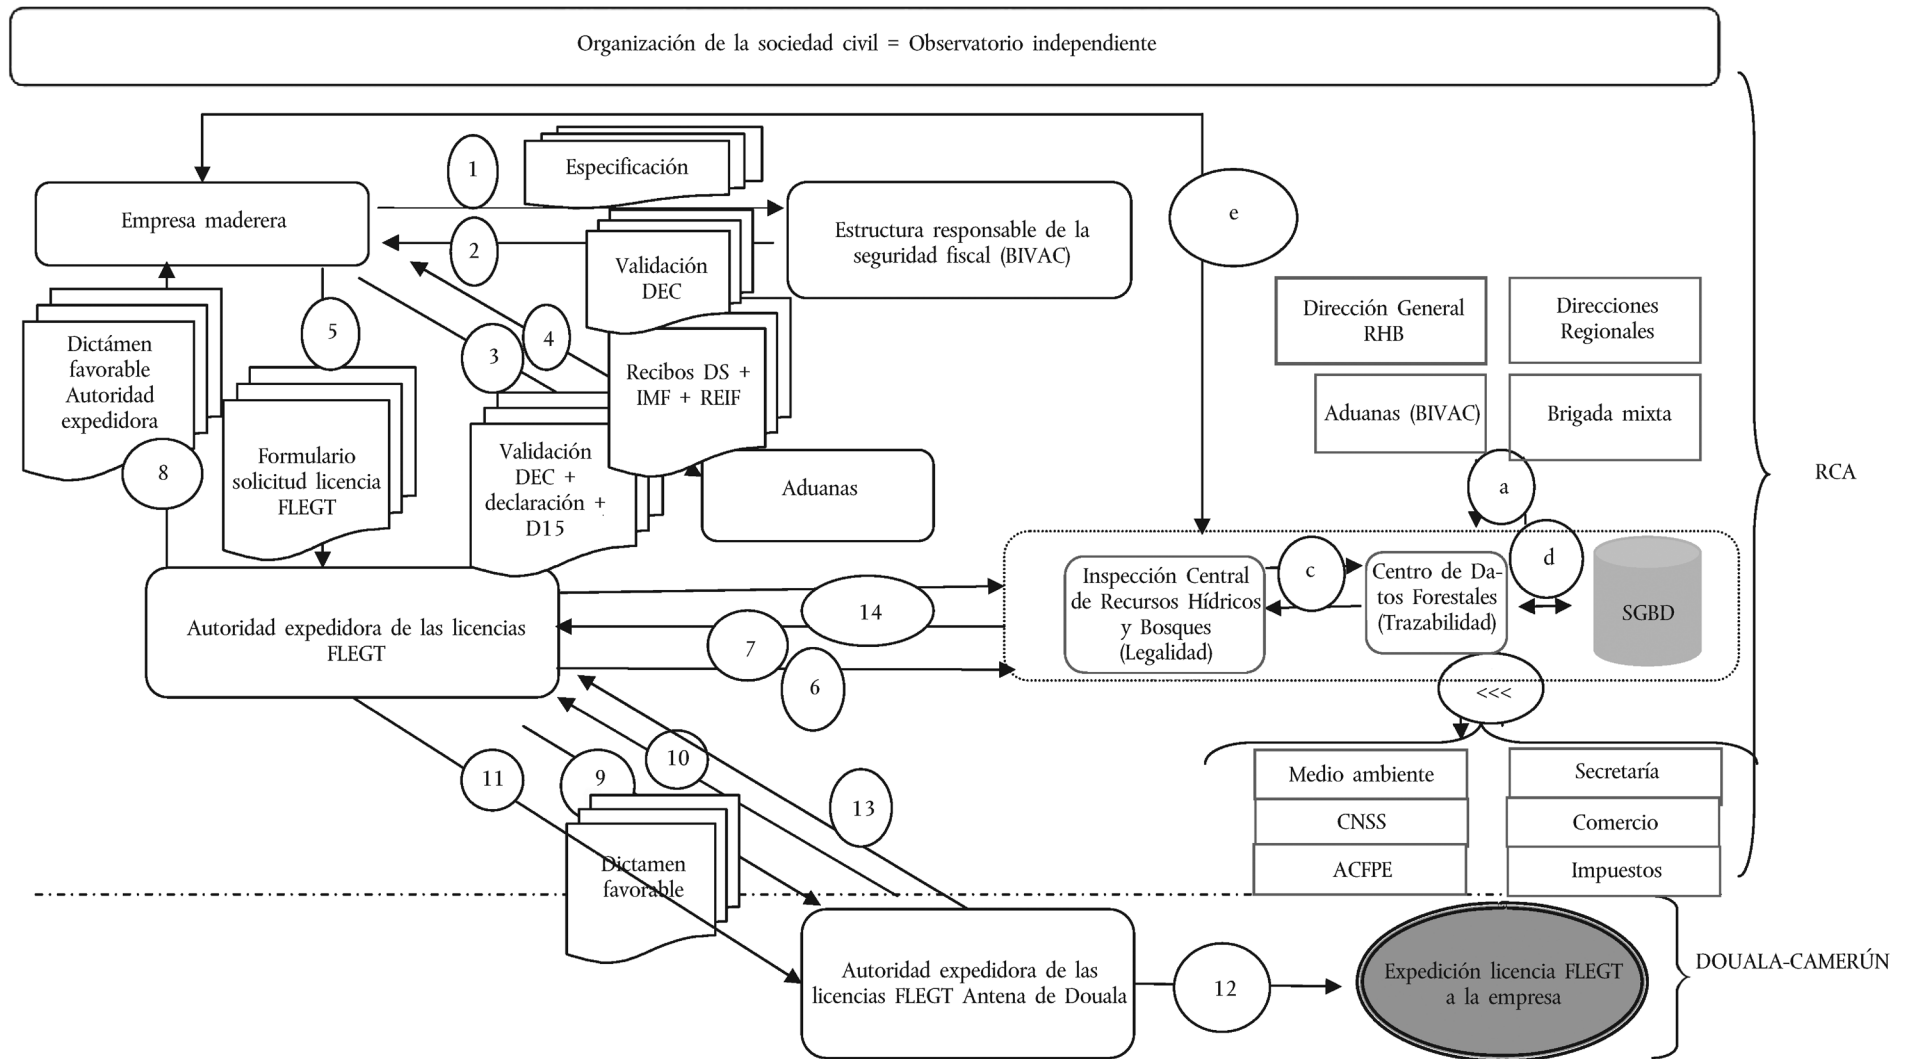 Organización de la sociedad civil = Observatorio independiente
1
Especificación
Empresa maderera
2
Validación
DEC
Estructura responsable de la
seguridad fiscal (BIVAC)
e
Dirección General
RHB
Direcciones
Regionales
Dictámen
favorable
Autoridad
expedidora
5
3
4
Recibos DS +
IMF + REIF
Aduanas (BIVAC)
Brigada mixta
8
Formulario
solicitud licencia
FLEGT
Validación
DEC +
declaración +
D15
Aduanas
a
RCA
Autoridad expedidora de las licencias
FLEGT
14
7
6
Inspección Central
de Recursos Hídricos
y Bosques
(Legalidad)
c
Centro de Da-
tos Forestales
(Trazabilidad)
d
SGBD
<<<
11
9
10
13
Medio ambiente
Secretaría
CNSS
Comercio
ACFPE
Impuestos
Dictamen
favorable
Autoridad expedidora de las
licencias FLEGT Antena de Douala
12
Expedición licencia FLEGT
a la empresa
DOUALA-CAMERÚN